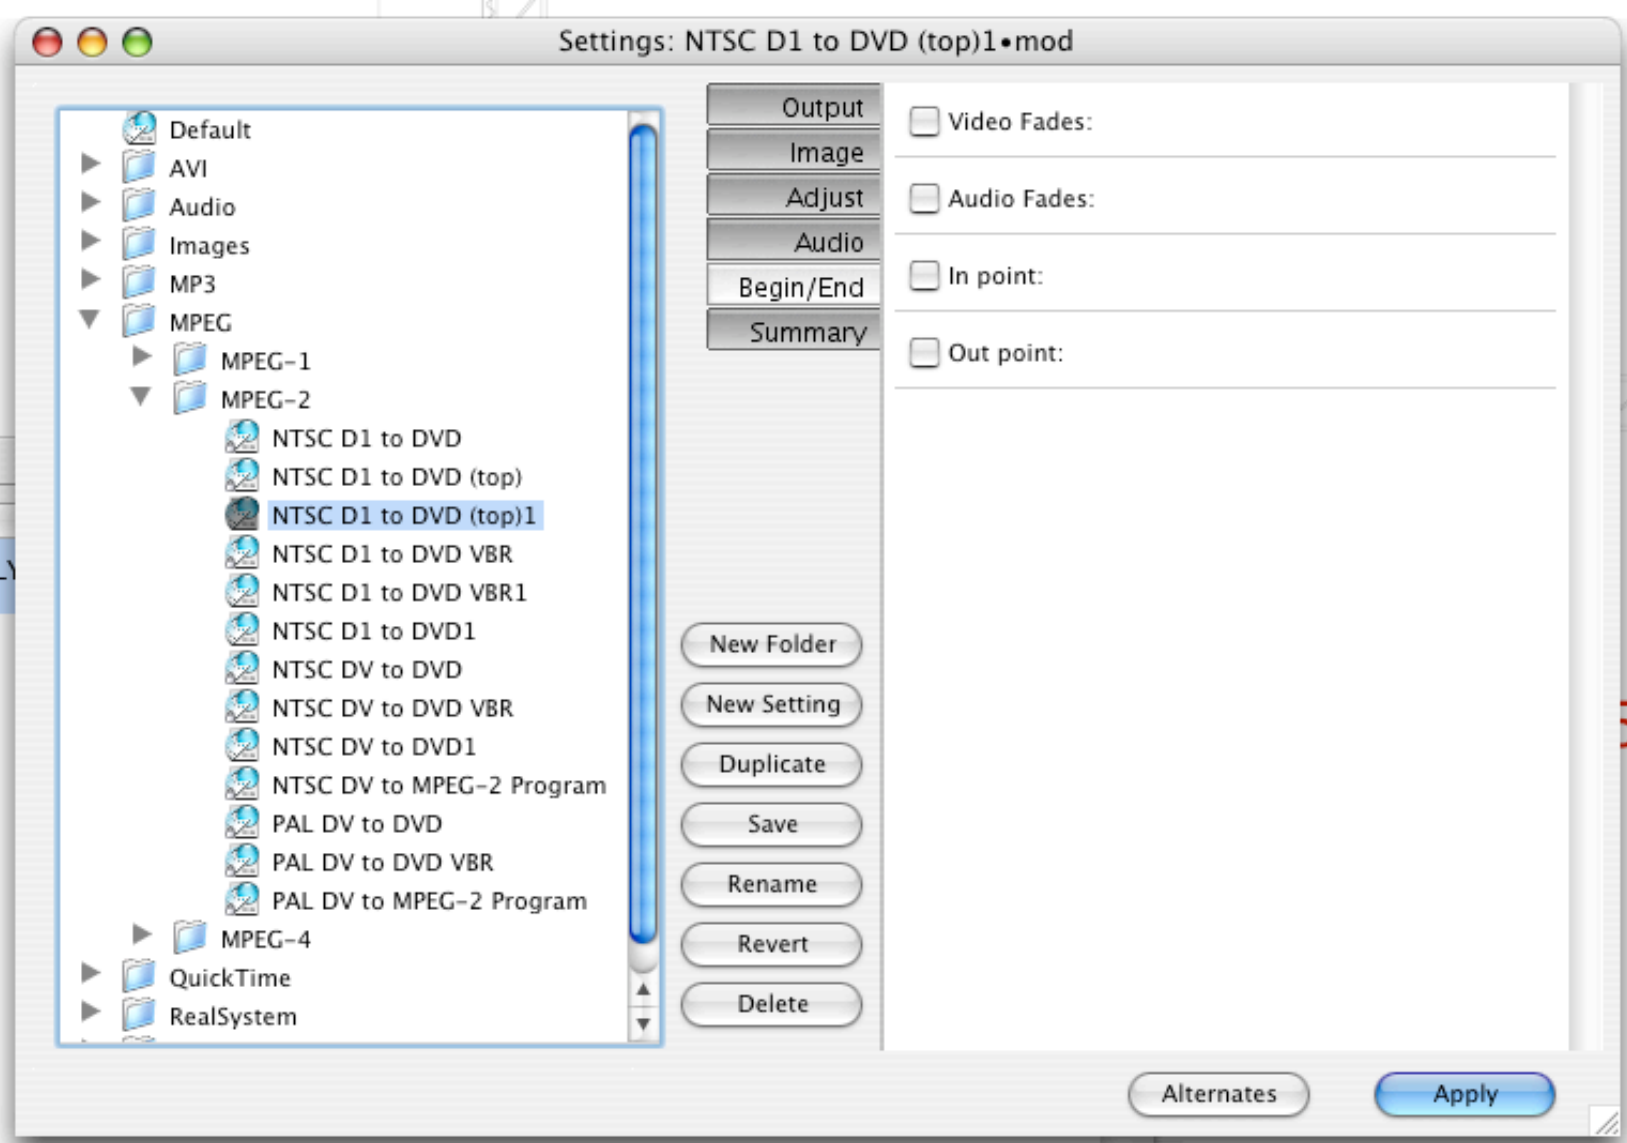 Settings: NTSC D1 to DVD (top)1•mod
Default
AVI
Audio
Images
MP3
MPEG
MPEG-1
MPEG-2
NTSC D1 to DVD
NTSC D1 to DVD (top)
NTSC D1 to DVD (top)1
NTSC D1 to DVD VBR
NTSC D1 to DVD VBR1
NTSC D1 to DVD1
NTSC DV to DVD
NTSC DV to DVD VBR
NTSC DV to DVD1
NTSC DV to MPEG-2 Program
PAL DV to DVD
PAL DV to DVD VBR
PAL DV to MPEG-2 Program
MPEG-4
QuickTime
RealSystem
Output
Image
Adjust
Audio
Begin/End
Summary
New Folder
New Setting
Duplicate
Save
Rename
Revert
Delete
Video Fades:
Audio Fades:
In point:
Out point:
Alternates
Apply